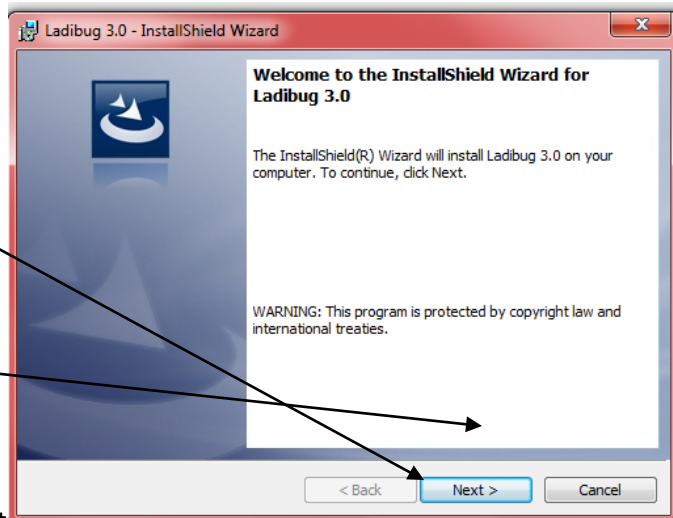 Ladibug 3.0 - InstallShield Wizard
Welcome to the InstallShield Wizard for
Ladibug 3.0
The InstallShield(R) Wizard will install Ladibug 3.0 on your
computer. To continue, click Next.
WARNING: This program is protected by copyright law and
international treaties.
< Back
Next >
Cancel